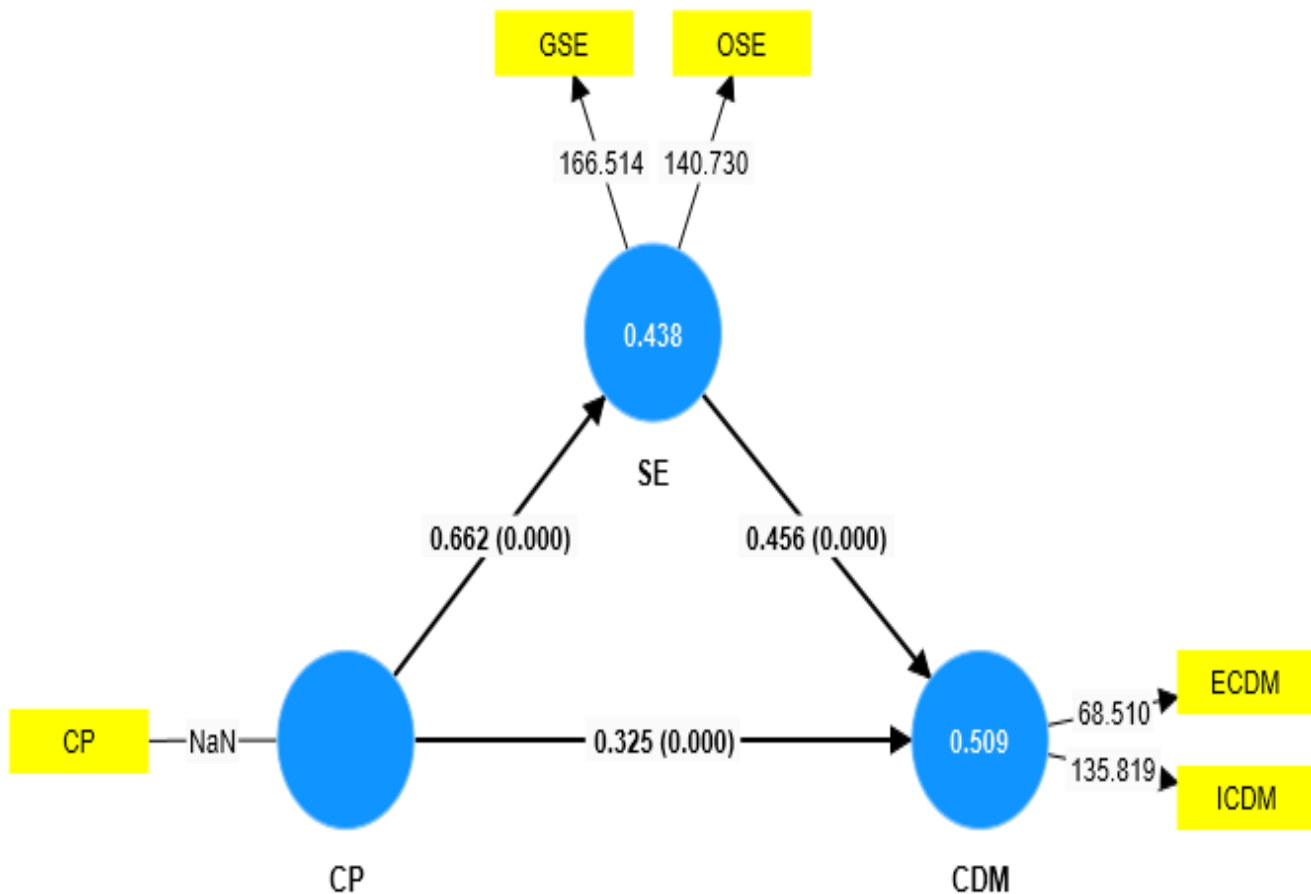 GSE OSE
166.514 140.730
0.438
SE
0.662 (0.000) 0.456 (0.000)
CP NaN 0.325 (0.000) 0.509 68.510 ECDM
135.819 ICDM
CP CDM